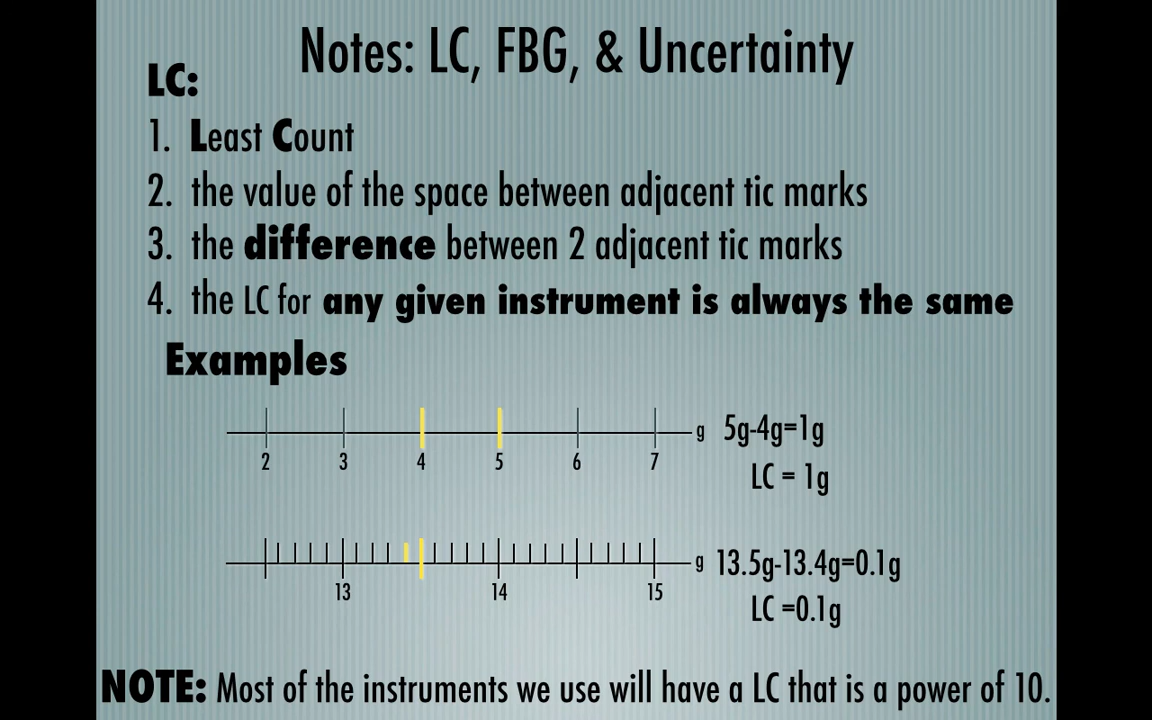 Notes: LC, FBG, & Uncertainty
LC:
1. Least Count
2. the value of the space between adjacent tic marks
3. the difference between 2 adjacent tic marks
4. the LC for any given instrument is always the same
Examples
g 5g-4g=1g
2 3 4 5 6 7
LC = 1g
g 13.5g-13.4g=0.1g
13 14 15
LC =0.1g
NOTE: Most of the instruments we use will have a LC that is a power of 10.